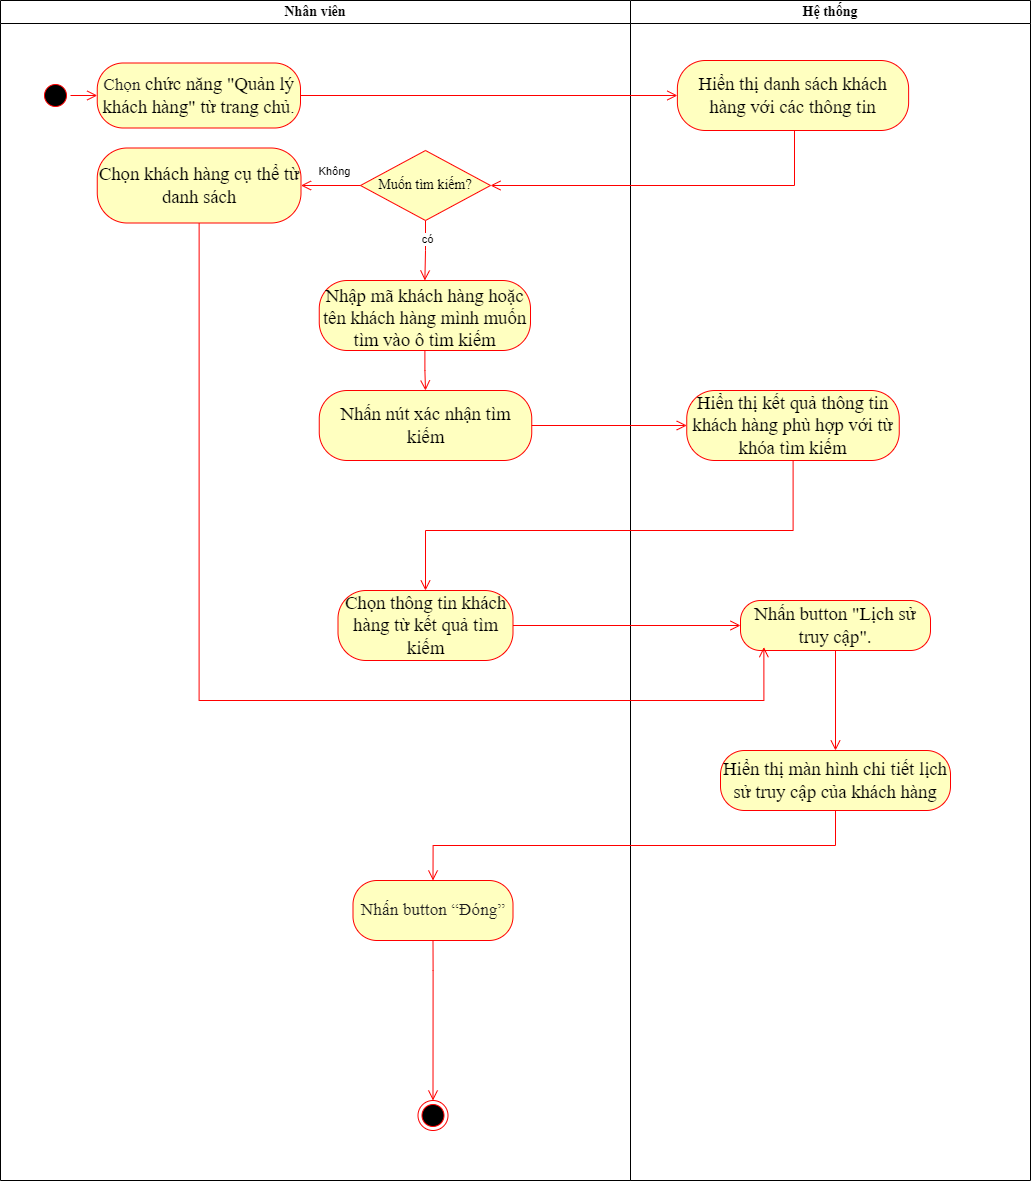 Nhân viên
Hệ thống
Chọn chức năng "Quản lý
khách hàng" từ trang chủ.
Hiển thị danh sách khách
hàng với các thông tin
Chọn khách hàng cụ thể từ
danh sách
Không
Muốn tìm kiếm?
có
Nhập mã khách hàng hoặc
tên khách hàng mình muốn
tìm vào ô tìm kiếm
Nhấn nút xác nhận tìm
kiếm
Hiển thị kết quả thông tin
khách hàng phù hợp với từ
khóa tìm kiếm
Chọn thông tin khách
hàng từ kết quả tìm
kiếm
Nhấn button "Lịch sử
truy cập".
Hiển thị màn hình chi tiết lịch
sử truy cập của khách hàng
Nhấn button “Đóng”